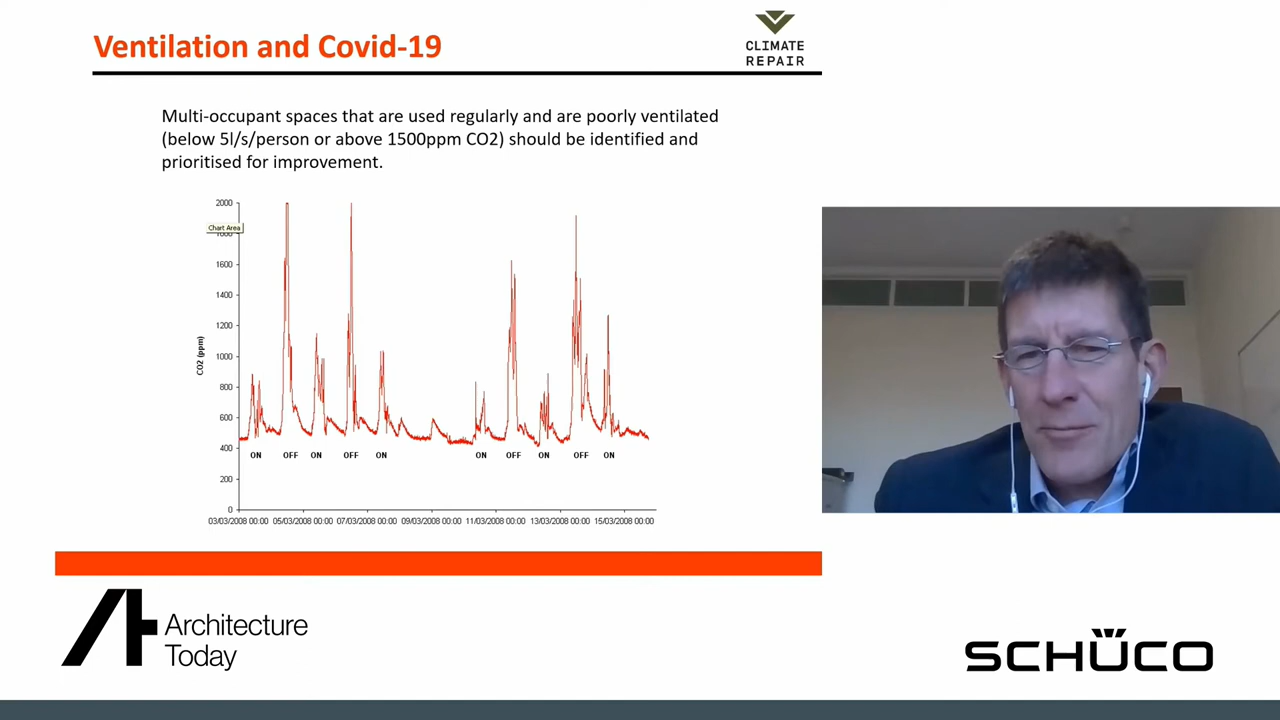 Ventilation and Covid-19
CLIMATE
REPAIR
Multi-occupant spaces that are used regularly and are poorly ventilated
(below 5l/s/person or above 1500ppm CO2) should be identified and
prioritised for improvement.
2000
Chart Area
1800
1600
1400
1200
1000
800
600
400
200
0
CO2 (ppm)
ON OFF ON OFF ON ON OFF ON OFF ON
03/03/2008 00:00 05/03/2008 00:00 07/03/2008 00:00 09/03/2008 00:00 11/03/2008 00:00 13/03/2008 00:00 15/03/2008 00:00
Architecture
Today
SCHÜCO